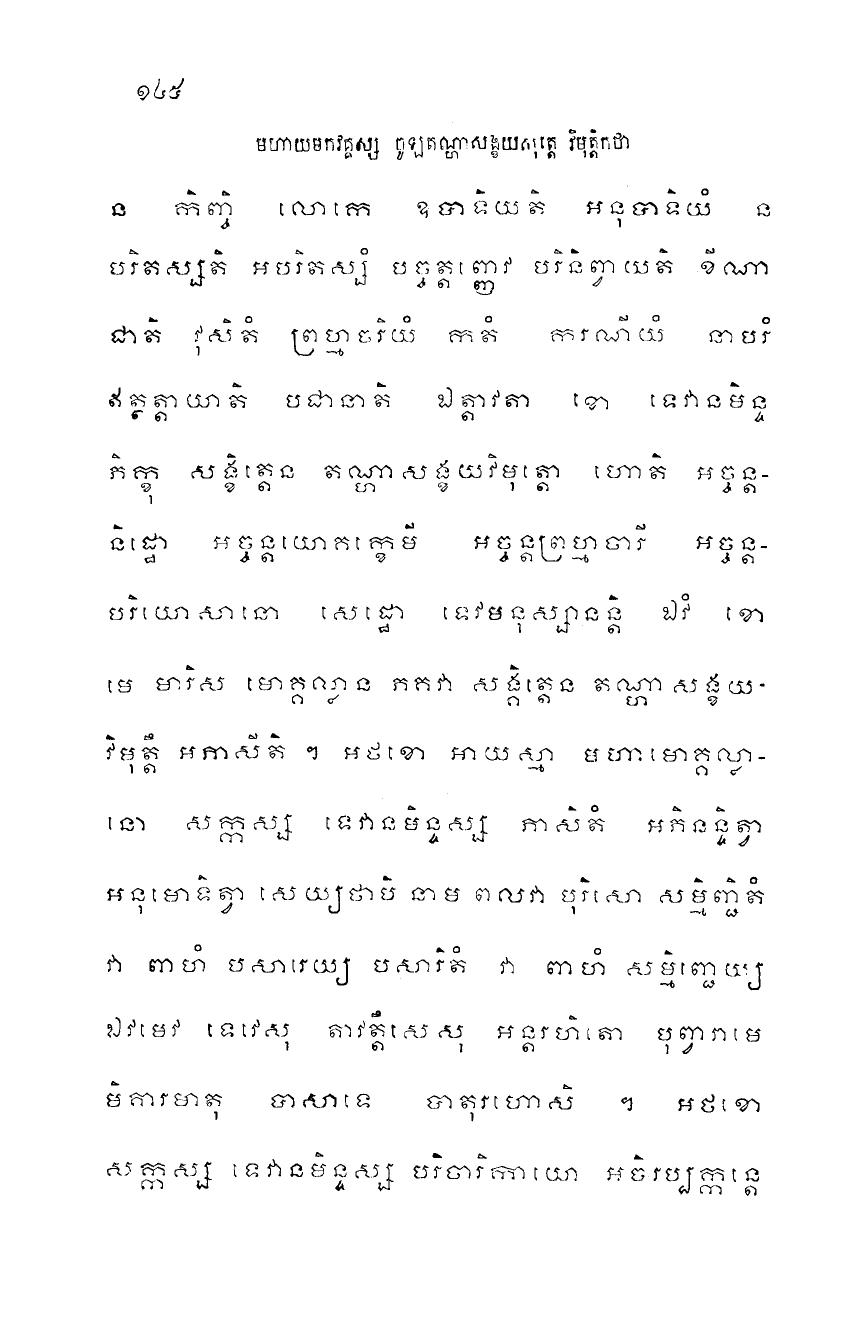 ១៤៥
មហាយមកវគ្គស្ស ចូឡតណ្ហាសង្ខយសុត្តេ វិមុត្តិកថា
ន កិញ្ចិ លោកេ ឧបាទិយតិ អនុបាទិយំ ន
បរិតស្សតិ អបរិតស្សំ បច្ចត្តញ្ញេវ បរិនិព្វាយតិ ខីណា
ជាតិ វុសិតំ ព្រហ្មចរិយំ កតំ ករណីយំ នាបរំ
ឥត្ថត្តាយាតិ បជានាតិ ឯត្តាវតា ខោ ទេវានមិន្ទ
ភិក្ខុ សង្ខិត្តេន តណ្ហាសង្ខយវិមុត្តោ ហោតិ អច្ចន្ត-
និដ្ឋោ អច្ចន្តយោគក្ខេមី អច្ចន្តព្រហ្មចារី អច្ចន្ត-
បរិយោសានោ សេដ្ឋោ ទេវមនុស្សានន្តិ ឯវំ ខោ
មេ មារិស មោគ្គល្លាន ភគវា សង្ខិត្តេន តណ្ហាសង្ខយ-
វិមុត្តឹ អភាសីតិ ។ អថខោ អាយស្មា មហាមោគ្គល្លា-
នោ សក្កស្ស ទេវានមិន្ទស្ស ភាសិតំ អភិនន្ទិត្វា
អនុមោទិត្វា សេយ្យថាបិ នាម ពលវា បុរិសោ សម្មិញ្ជិតំ
វា ពាហំ បសារេយ្យ បសារិតំ វា ពាហំ សម្មិញ្ជេយ្យ
ឯវមេវ ទេវេសុ តាវត្តឹសេសុ អន្តរហិតោ បុព្វារាមេ
មិគារមាតុ បាសាទេ បាតុរហោសិ ។ អថខោ
សក្កស្ស ទេវានមិន្ទស្ស បរិចារិកាយោ អចិរប្បក្កន្តេ